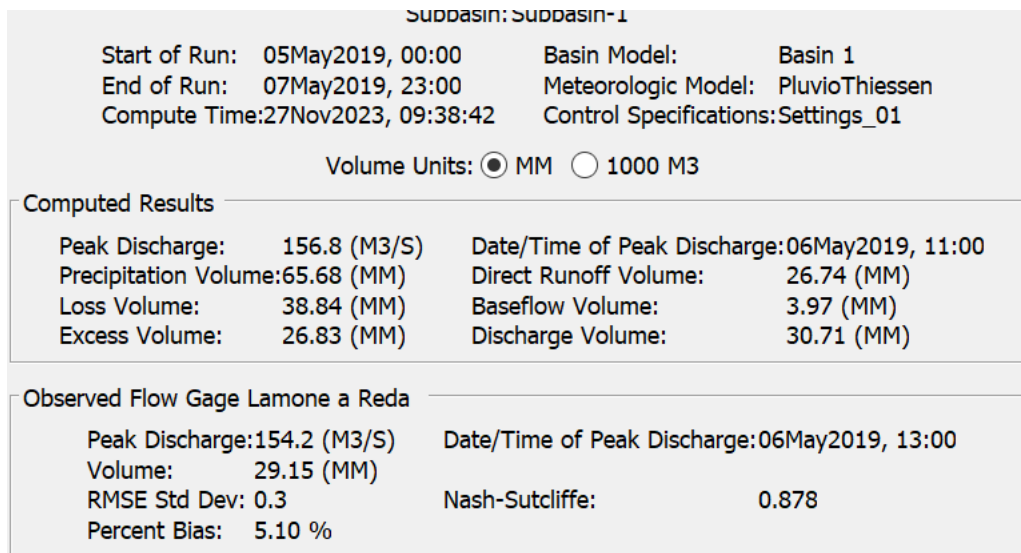 Subbasin: Subbasin-1
Start of Run: 05May2019, 00:00 Basin Model: Basin 1
End of Run: 07May2019, 23:00 Meteorologic Model: PluvioThiessen
Compute Time:27Nov2023, 09:38:42 Control Specifications:Settings_01
Volume Units: MM 1000 M3
Computed Results
Peak Discharge: 156.8 (M3/S) Date/Time of Peak Discharge:06May2019, 11:00
Precipitation Volume:65.68 (MM) Direct Runoff Volume: 26.74 (MM)
Loss Volume: 38.84 (MM) Baseflow Volume: 3.97 (MM)
Excess Volume: 26.83 (MM) Discharge Volume: 30.71 (MM)
Observed Flow Gage Lamone a Reda
Peak Discharge:154.2 (M3/S) Date/Time of Peak Discharge:06May2019, 13:00
Volume: 29.15 (MM)
RMSE Std Dev: 0.3 Nash-Sutcliffe: 0.878
Percent Bias: 5.10 %